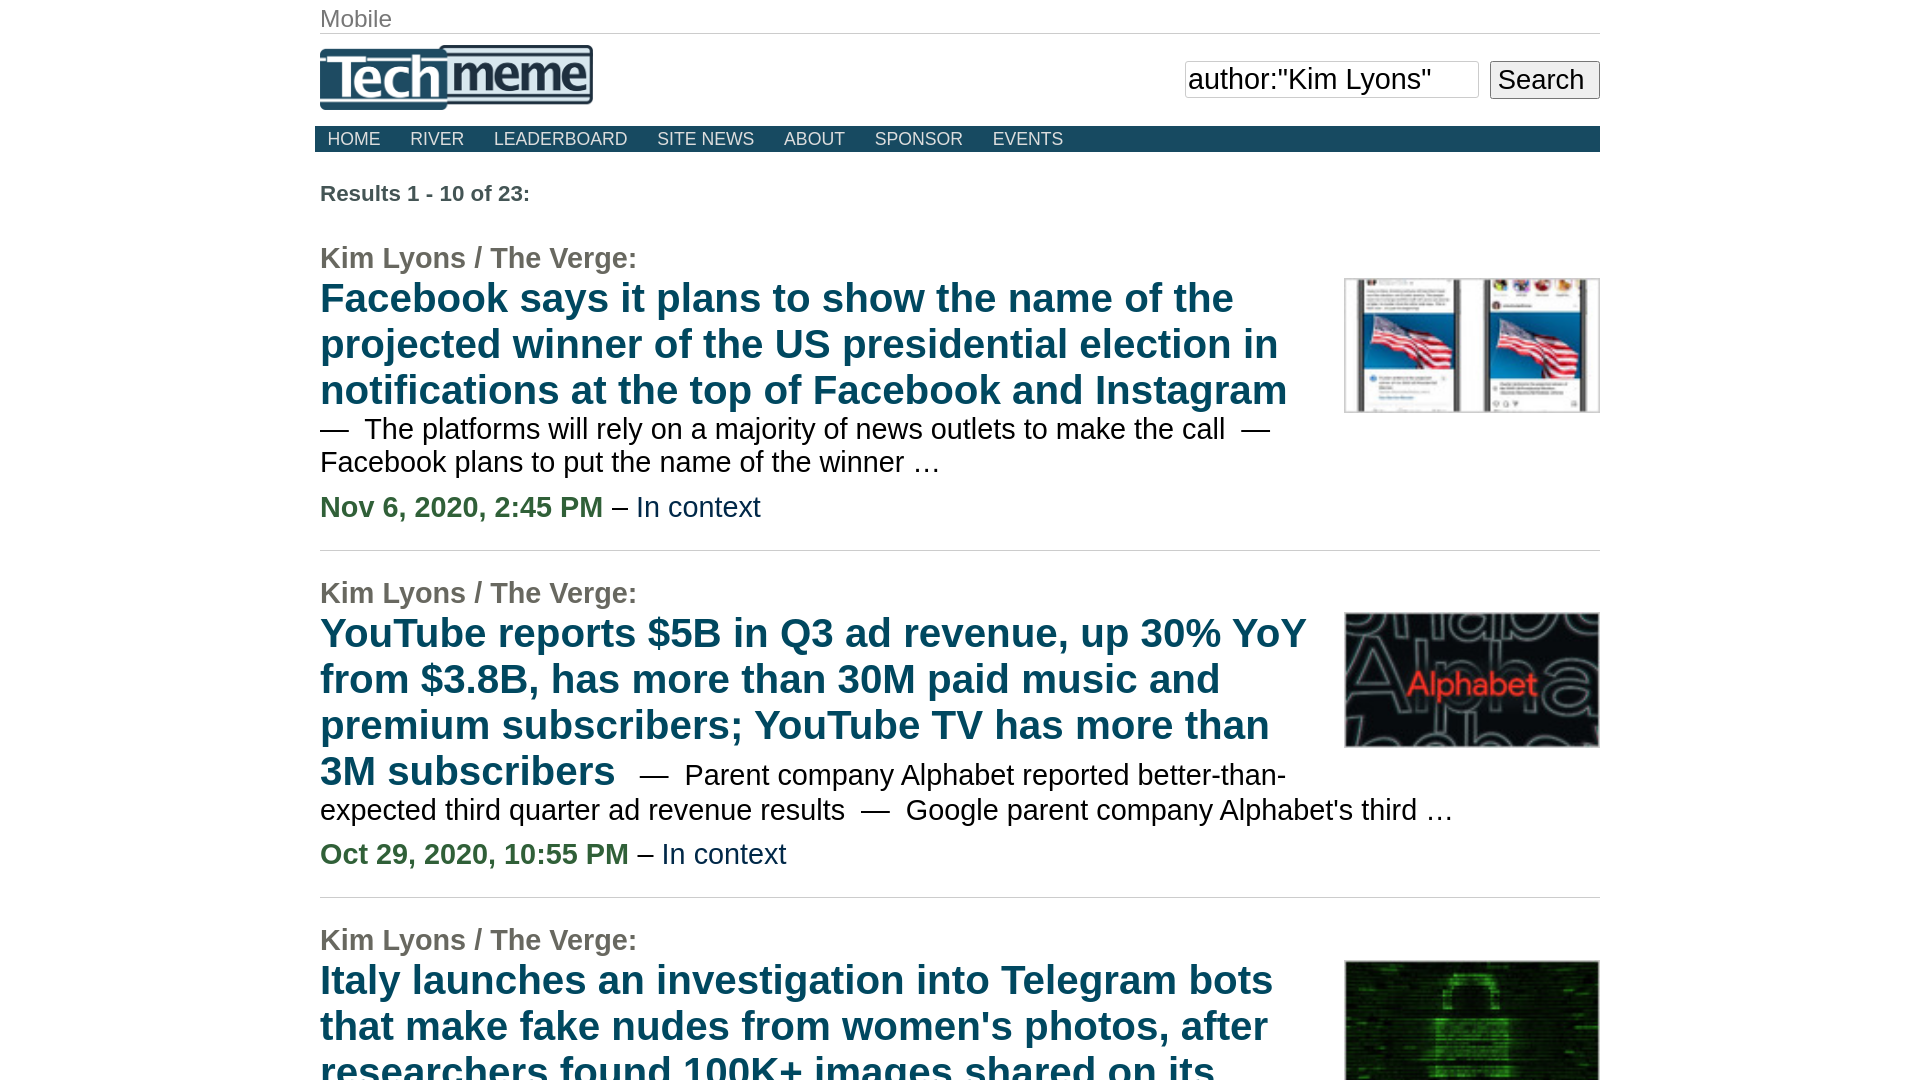 Mobile
Techmeme
author:"Kim Lyons"
Search
HOME RIVER LEADERBOARD SITE NEWS ABOUT SPONSOR EVENTS
Results 1 - 10 of 23:
Kim Lyons / The Verge:
Facebook says it plans to show the name of the
projected winner of the US presidential election in
notifications at the top of Facebook and Instagram
— The platforms will rely on a majority of news outlets to make the call —
Facebook plans to put the name of the winner …
Nov 6, 2020, 2:45 PM – In context
Kim Lyons / The Verge:
YouTube reports $5B in Q3 ad revenue, up 30% YoY
from $3.8B, has more than 30M paid music and
premium subscribers; YouTube TV has more than
3M subscribers — Parent company Alphabet reported better-than-
expected third quarter ad revenue results — Google parent company Alphabet's third …
Alphabet
Oct 29, 2020, 10:55 PM – In context
Kim Lyons / The Verge:
Italy launches an investigation into Telegram bots
that make fake nudes from women's photos, after
researchers found 100K+ images shared on its